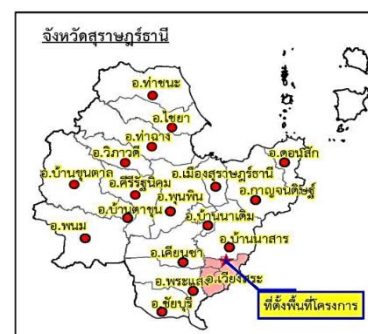 จังหวัดสุราษฎร์ธานี
อ.ท่าชนะ
อ.ไชยา
อ.ท่าฉาง
อ.วิภาวดี
อ.ดอนสัก
อ.บ้านขุนตาล
อ.คีรีรัฐนิคม
อ.เมืองสุราษฎร์ธานี
อ.กาญจนดิษฐ์
อ.บ้านตาขุน
อ.พุนพิน
อ.บ้านนาเดิม
อ.พนม
อ.บ้านนาสาร
อ.เคียนซา
อ.พระแสง
อ.เวียงสระ
อ.ชัยบุรี
ที่ตั้งพื้นที่โครงการ